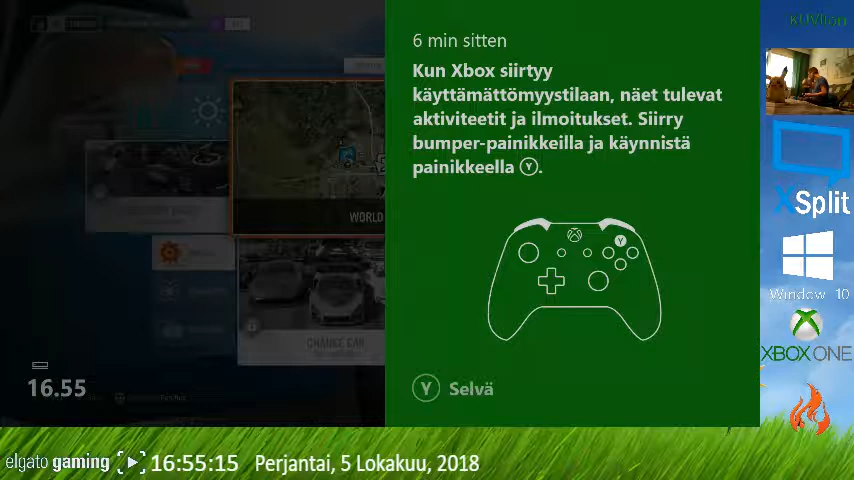 6 min sitten
Kun Xbox siirtyy
käyttämättömyystilaan, näet tulevat
aktiviteetit ja ilmoitukset. Siirry
bumper-painikkeilla ja käynnistä
painikkeella Ⓨ.
Y
Y Selvä
WORLD
CHANGE CAR
16.55
XSplit
Window 10
XBOX ONE
elgato gaming 16:55:15 Perjantai, 5 Lokakuu, 2018